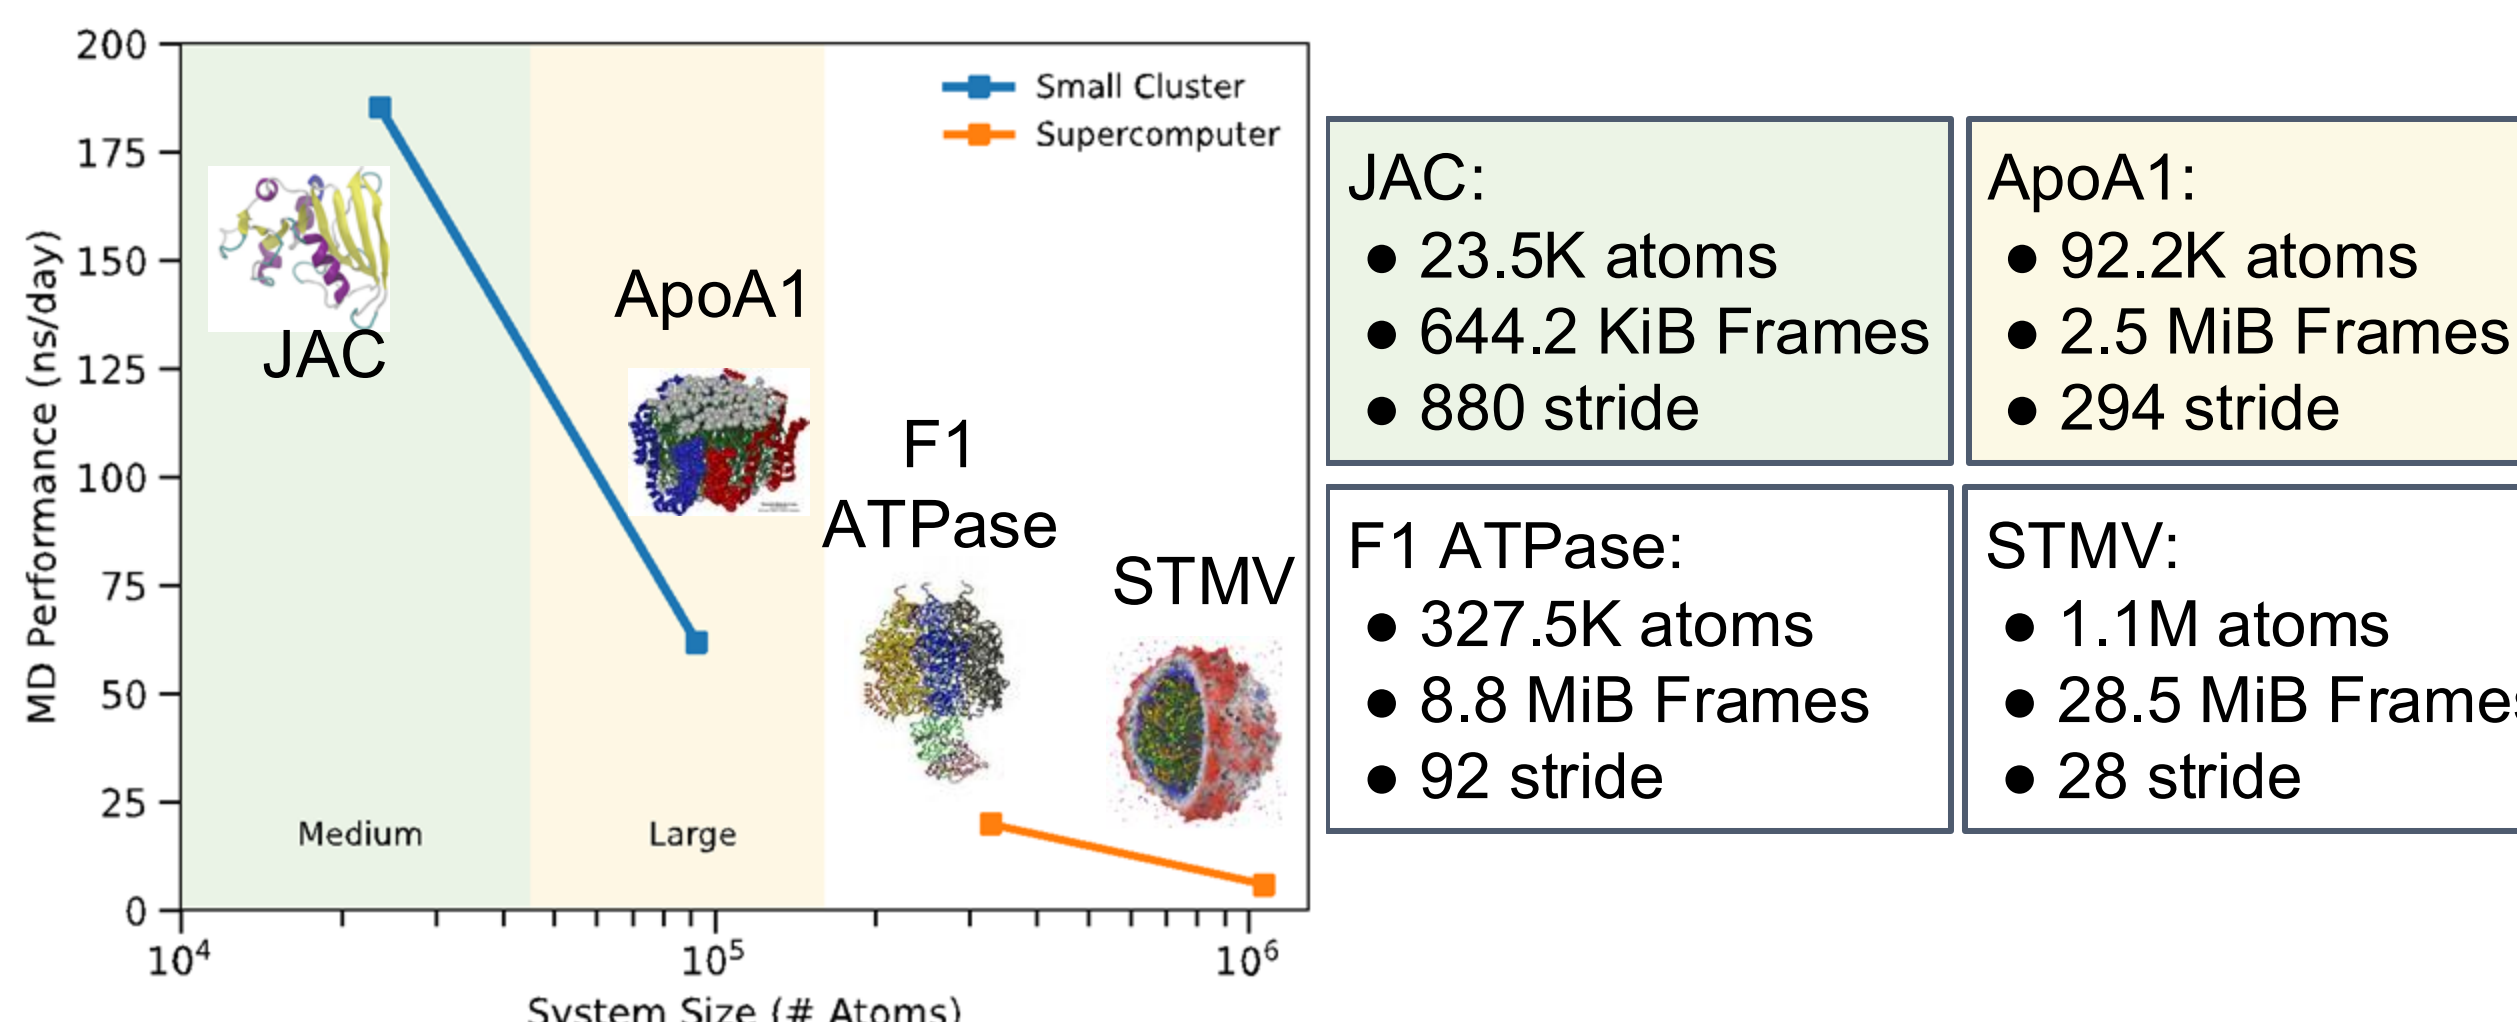 200
175
150
125
100
75
50
25
0
MD Performance (ns/day)
10⁴
10⁵
10⁶
System Size (# Atoms)
Small Cluster
Supercomputer
JAC
ApoA1
F1
ATPase
STMV
Medium
Large
JAC:
● 23.5K atoms
● 644.2 KiB Frames
● 880 stride
ApoA1:
● 92.2K atoms
● 2.5 MiB Frames
● 294 stride
F1 ATPase:
● 327.5K atoms
● 8.8 MiB Frames
● 92 stride
STMV:
● 1.1M atoms
● 28.5 MiB Frames
● 28 stride